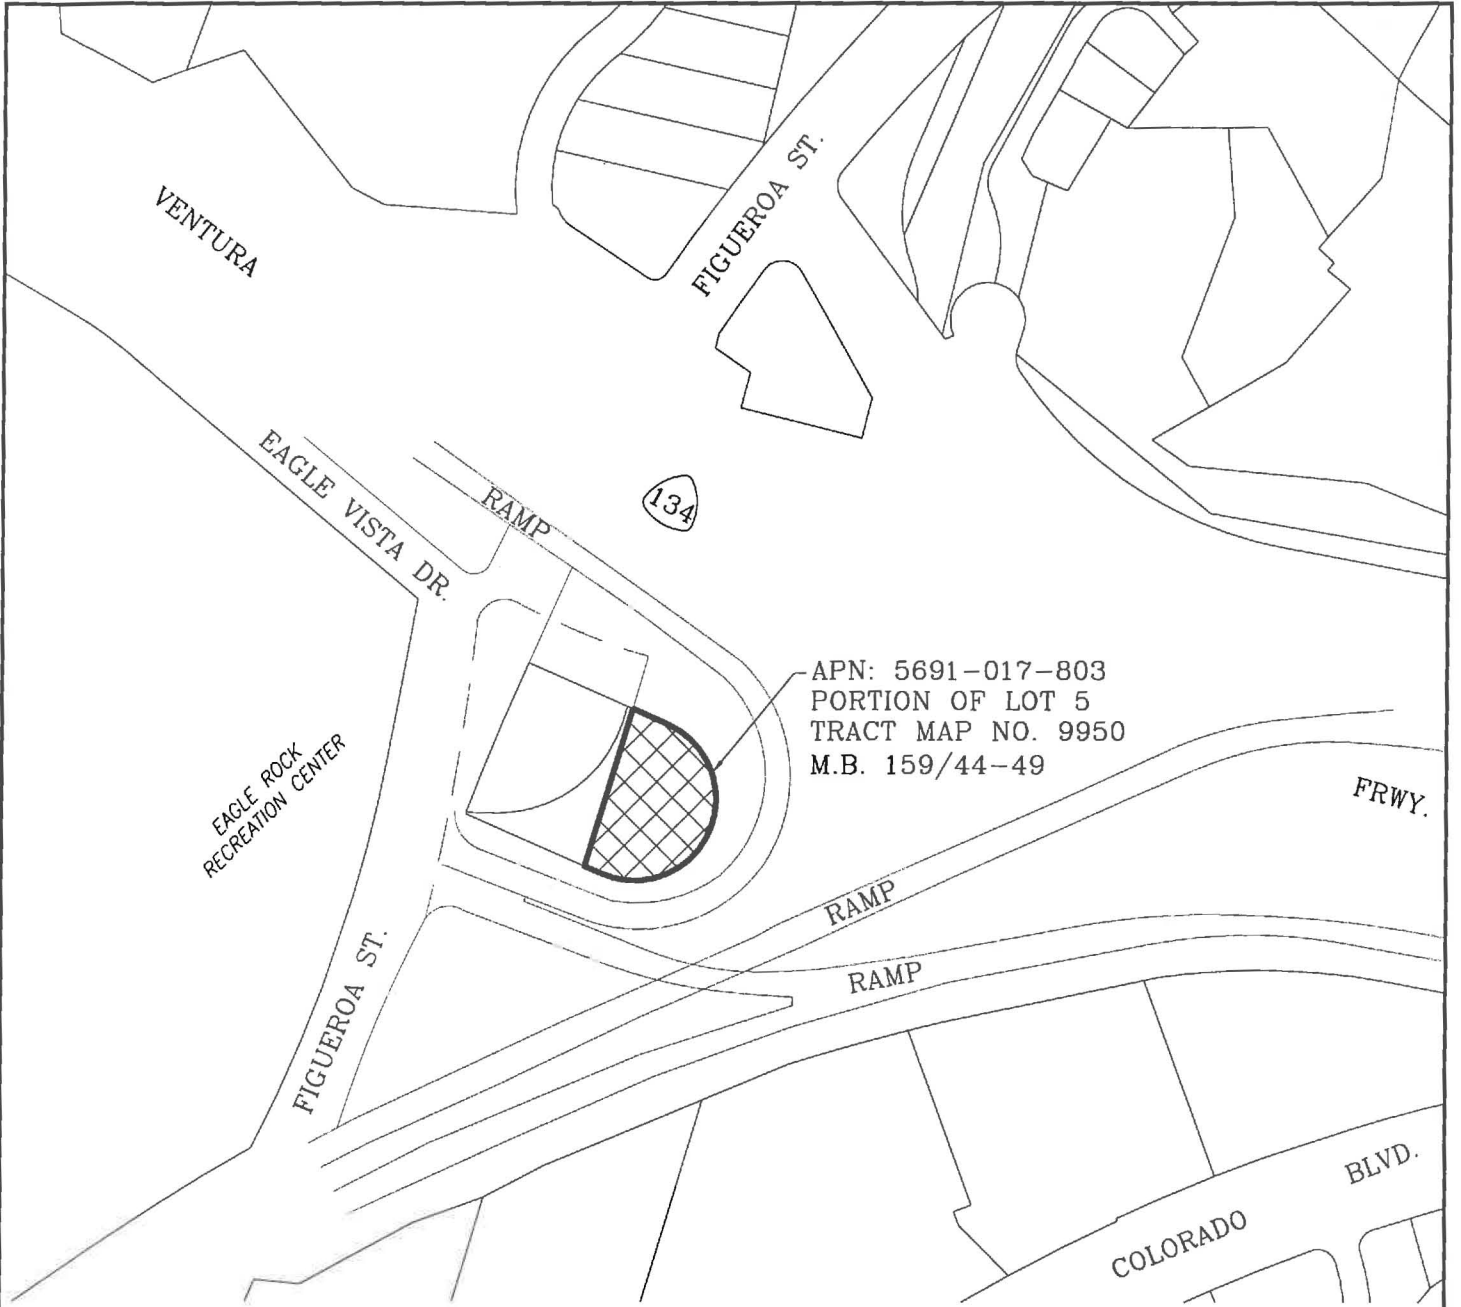 FIGUEROA ST.
VENTURA
EAGLE VISTA DR.
RAMP
134
APN: 5691-017-803
PORTION OF LOT 5
TRACT MAP NO. 9950
M.B. 159/44-49
EAGLE ROCK
RECREATION CENTER
FRWY.
RAMP
RAMP
FIGUEROA ST.
BLVD.
COLORADO